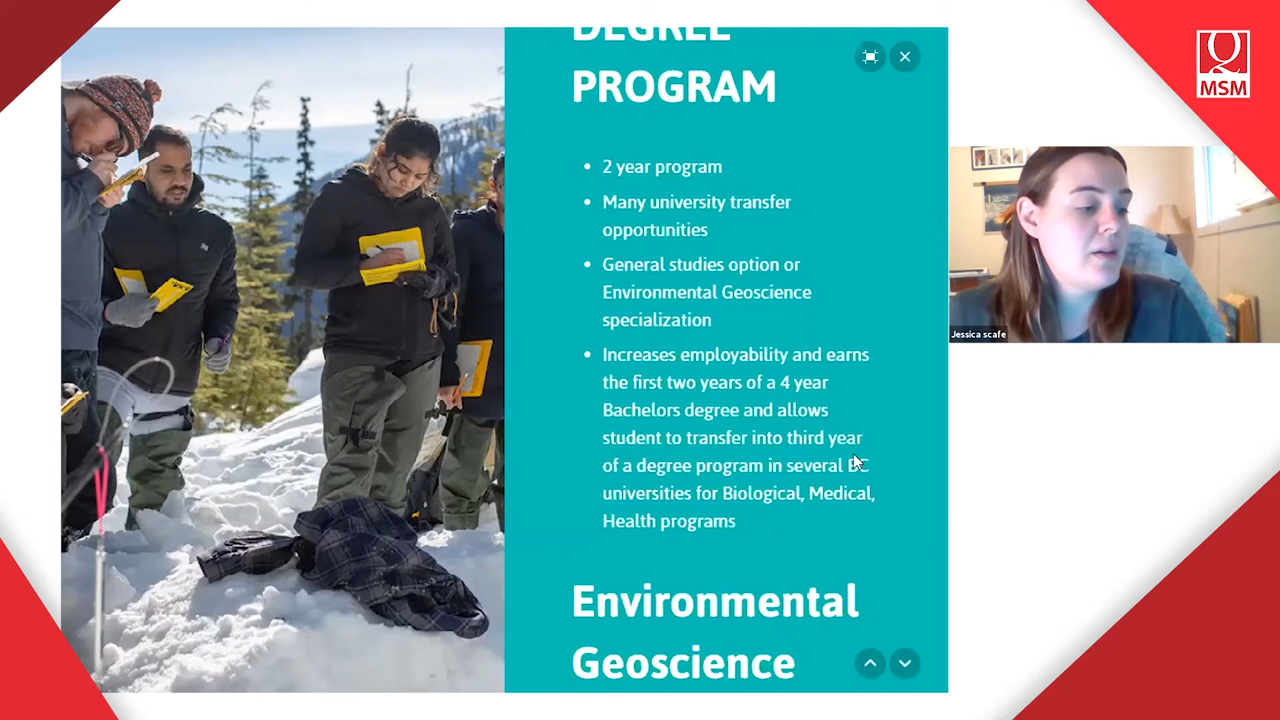 DEGREE
PROGRAM
• 2 year program
• Many university transfer
opportunities
• General studies option or
Environmental Geoscience
specialization
• Increases employability and earns
the first two years of a 4 year
Bachelors degree and allows
student to transfer into third year
of a degree program in several BC
universities for Biological, Medical,
Health programs
Environmental
Geoscience
Q
MSM
Jessica scafe